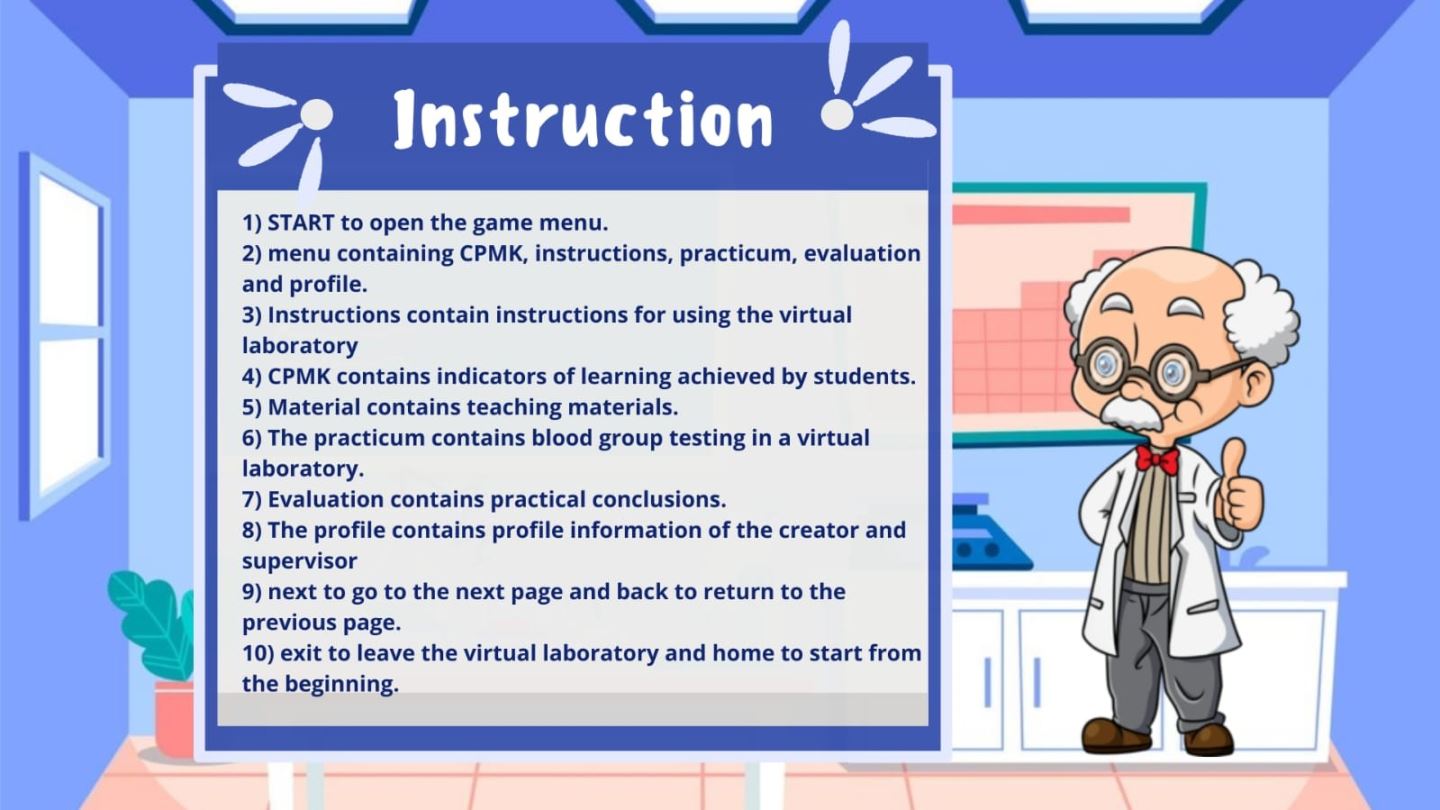 Instruction
1) START to open the game menu.
2) menu containing CPMK, instructions, practicum, evaluation
and profile.
3) Instructions contain instructions for using the virtual
laboratory
4) CPMK contains indicators of learning achieved by students.
5) Material contains teaching materials.
6) The practicum contains blood group testing in a virtual
laboratory.
7) Evaluation contains practical conclusions.
8) The profile contains profile information of the creator and
supervisor
9) next to go to the next page and back to return to the
previous page.
10) exit to leave the virtual laboratory and home to start from
the beginning.